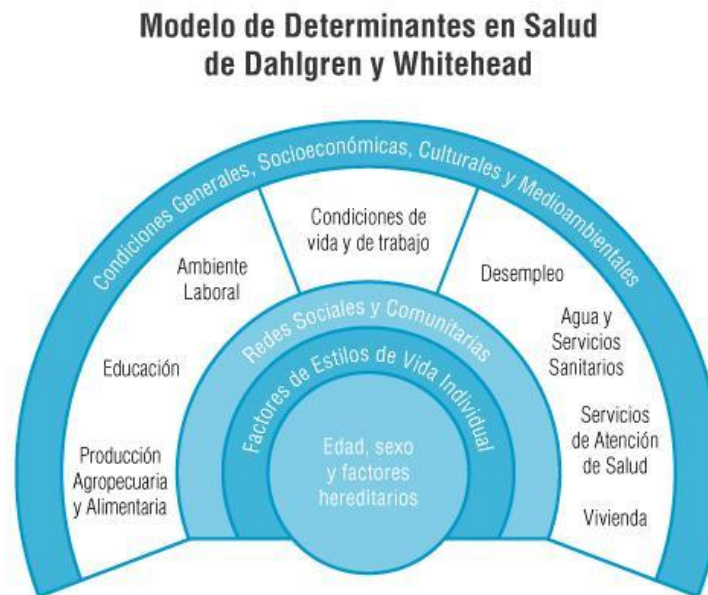 Modelo de Determinantes en Salud
de Dahlgren y Whitehead
Condiciones Generales, Socioeconómicas, Culturales y Medioambientales
Condiciones de
vida y de trabajo
Ambiente
Laboral
Desempleo
Educación
Agua y
Servicios
Sanitarios
Producción
Agropecuaria
y Alimentaria
Servicios
de Atención
de Salud
Vivienda
Redes Sociales y Comunitarias
Factores de Estilos de Vida Individual
Edad, sexo
y factores
hereditarios